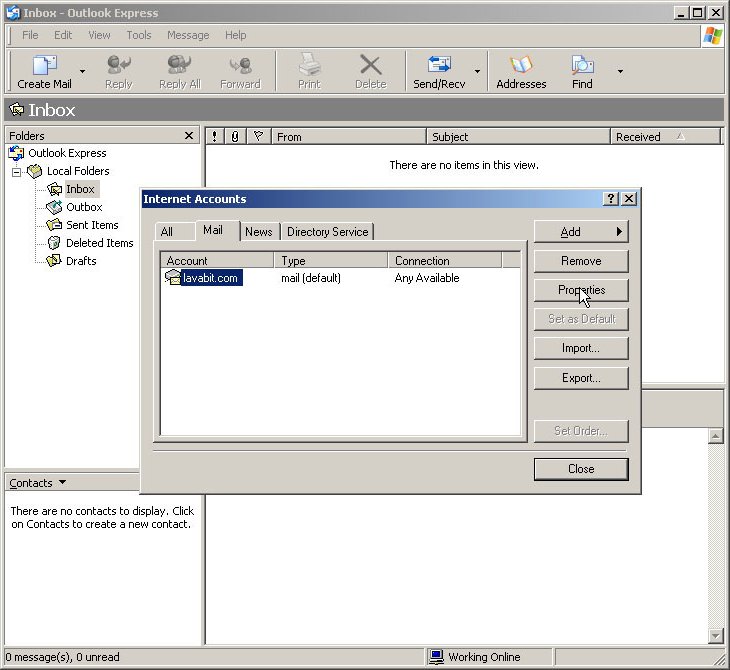 Inbox - Outlook Express
File Edit View Tools Message Help
Create Mail Reply Reply All Forward Print Delete Send/Recv Addresses Find
Inbox
Folders
From Subject Received
Outlook Express
There are no items in this view.
Local Folders
Inbox
Outbox
Sent Items
Deleted Items
Drafts
Internet Accounts
All Mail News Directory Service
Account Type Connection
lavabit.com mail (default) Any Available
Add
Remove
Properties
Set as Default
Import...
Export...
Set Order...
Close
Contacts
There are no contacts to display. Click
on Contacts to create a new contact.
0 message(s), 0 unread Working Online